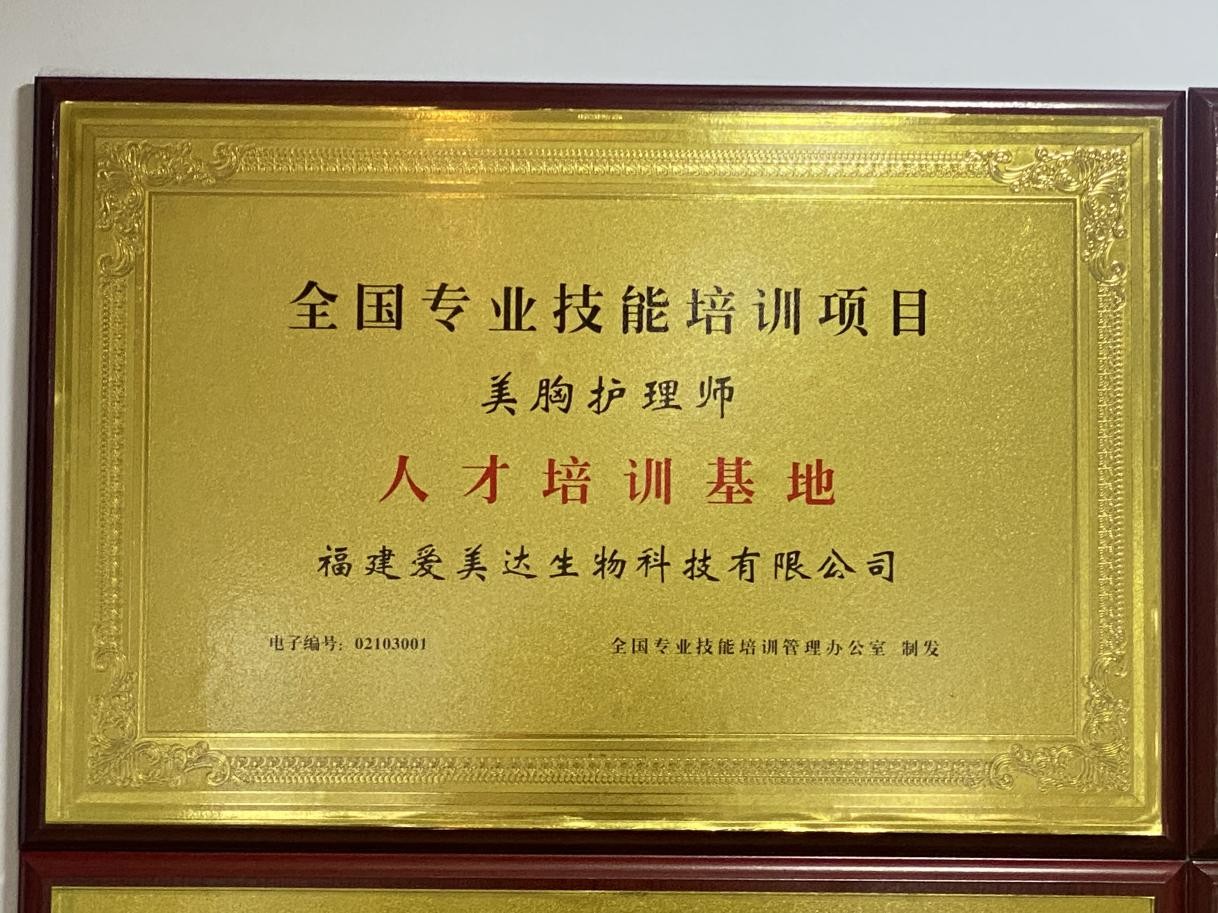 全国专业技能培训项目
美胸护理师
人才培训基地
福建爱美达生物科技有限公司
电子编号：02103001 全国专业技能培训管理办公室 制发